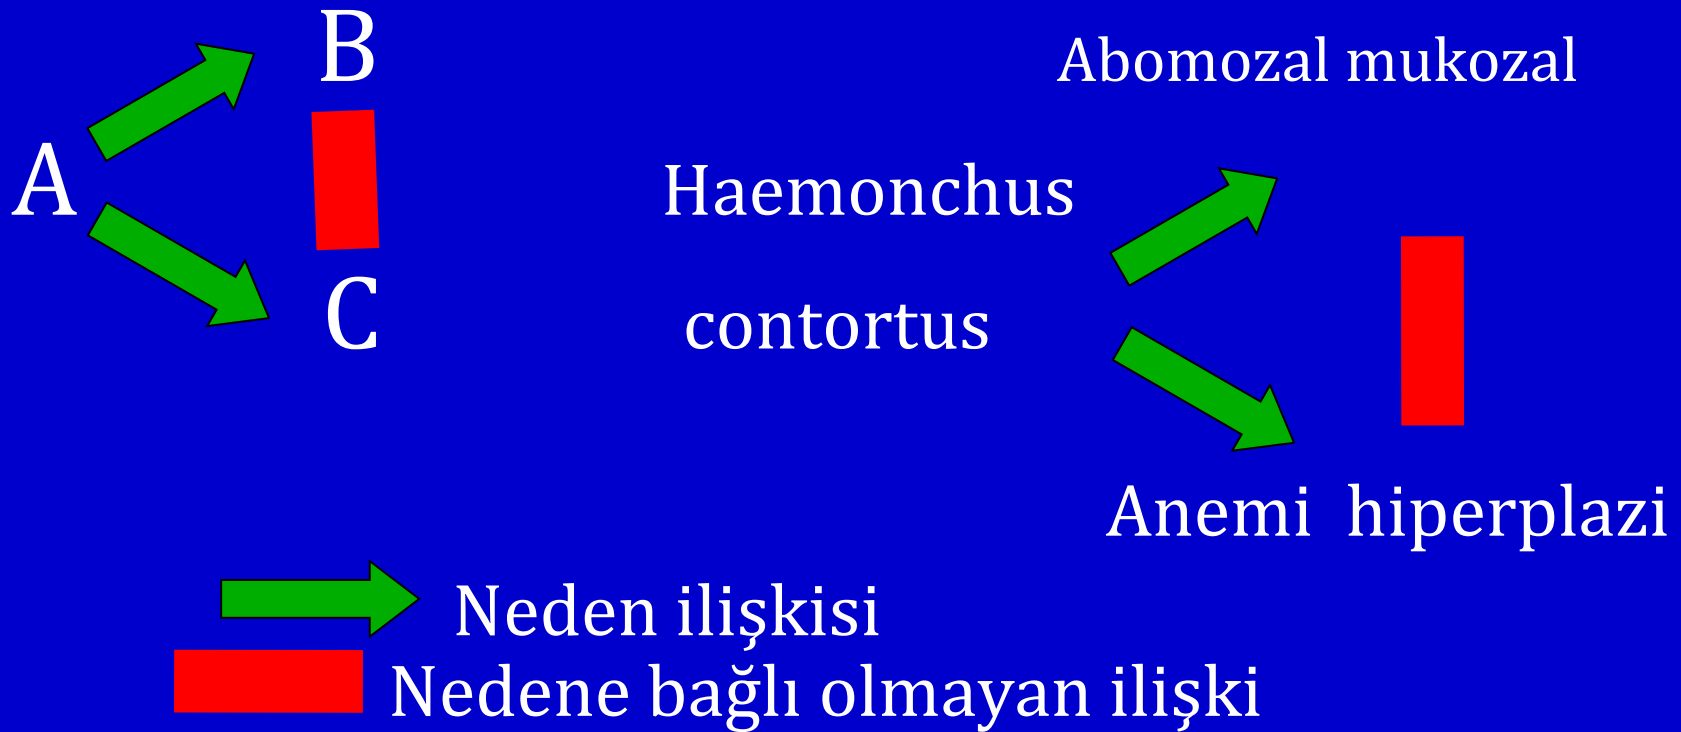 B
A
C
Abomozal mukozal
Haemonchus
contortus
Anemi hiperplazi
Neden ilişkisi
Nedene bağlı olmayan ilişki